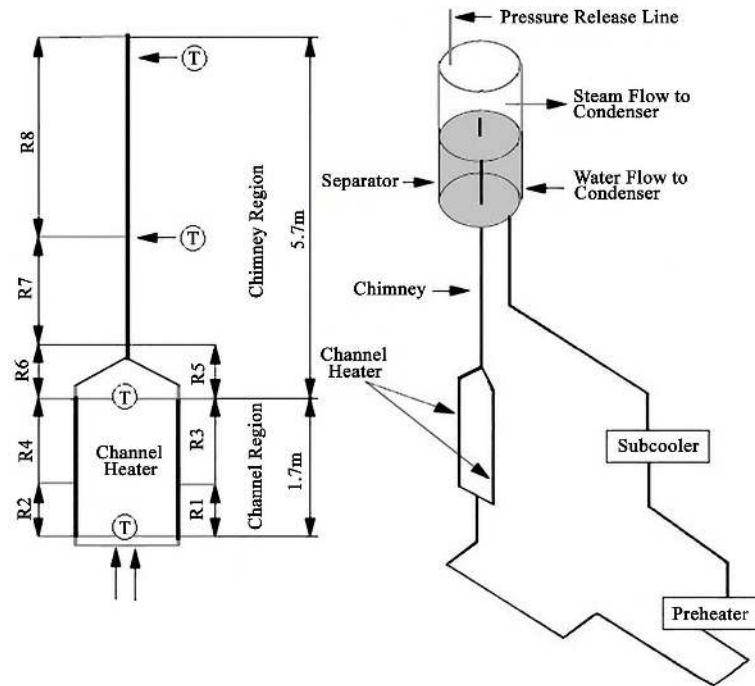 T
R8
T
R7
R6
R5
T
R4
R3
Channel
Heater
R2
R1
T
Chimney Region
5.7m
Channel Region
1.7m
Pressure Release Line
Steam Flow to
Condenser
Separator
Water Flow to
Condenser
Chimney
Channel
Heater
Subcooler
Preheater